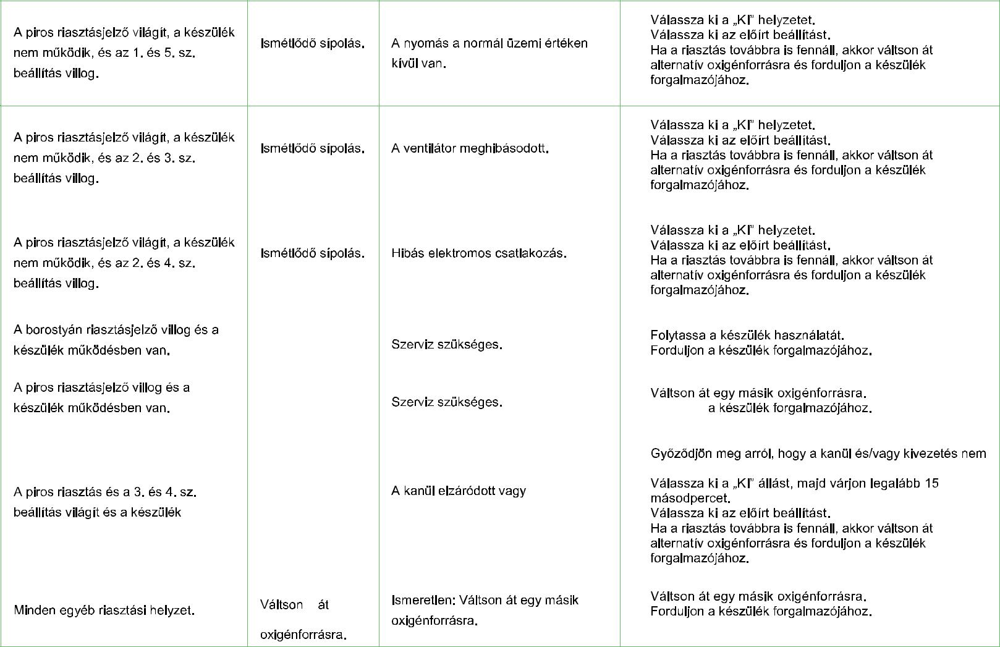 A piros riasztásjelző világít, a készülék
nem működik, és az 1. és 5. sz.
beállítás villog.
Ismétlődő sípolás.
A nyomás a normál üzemi értéken
kívül van.
Válassza ki a „KI” helyzetet.
Válassza ki az előírt beállítást.
Ha a riasztás továbbra is fennáll, akkor váltson át
alternatív oxigénforrásra és forduljon a készülék
forgalmazójához.
A piros riasztásjelző világít, a készülék
nem működik, és az 2. és 3. sz.
beállítás villog.
Ismétlődő sípolás.
A ventilátor meghibásodott.
Válassza ki a „KI” helyzetet.
Válassza ki az előírt beállítást.
Ha a riasztás továbbra is fennáll, akkor váltson át
alternatív oxigénforrásra és forduljon a készülék
forgalmazójához.
A piros riasztásjelző világít, a készülék
nem működik, és az 2. és 4. sz.
beállítás villog.
Ismétlődő sípolás.
Hibás elektromos csatlakozás.
Válassza ki a „KI” helyzetet.
Válassza ki az előírt beállítást.
Ha a riasztás továbbra is fennáll, akkor váltson át
alternatív oxigénforrásra és forduljon a készülék
forgalmazójához.
A borostyán riasztásjelző villog és a
készülék működésben van.
Szerviz szükséges.
Folytassa a készülék használatát.
Forduljon a készülék forgalmazójához.
A piros riasztásjelző villog és a
készülék működésben van.
Szerviz szükséges.
Váltson át egy másik oxigénforrásra.
a készülék forgalmazójához.
A piros riasztás és a 3. és 4. sz.
beállítás világít és a készülék
A kanül elzáródott vagy
Győződjön meg arról, hogy a kanül és/vagy kivezetés nem
Válassza ki a „KI” állást, majd várjon legalább 15
másodpercet.
Válassza ki az előírt beállítást.
Ha a riasztás továbbra is fennáll, akkor váltson át
alternatív oxigénforrásra és forduljon a készülék
forgalmazójához.
Minden egyéb riasztási helyzet.
Váltson át
oxigénforrásra.
Ismeretlen: Váltson át egy másik
oxigénforrásra.
Váltson át egy másik oxigénforrásra.
Forduljon a készülék forgalmazójához.